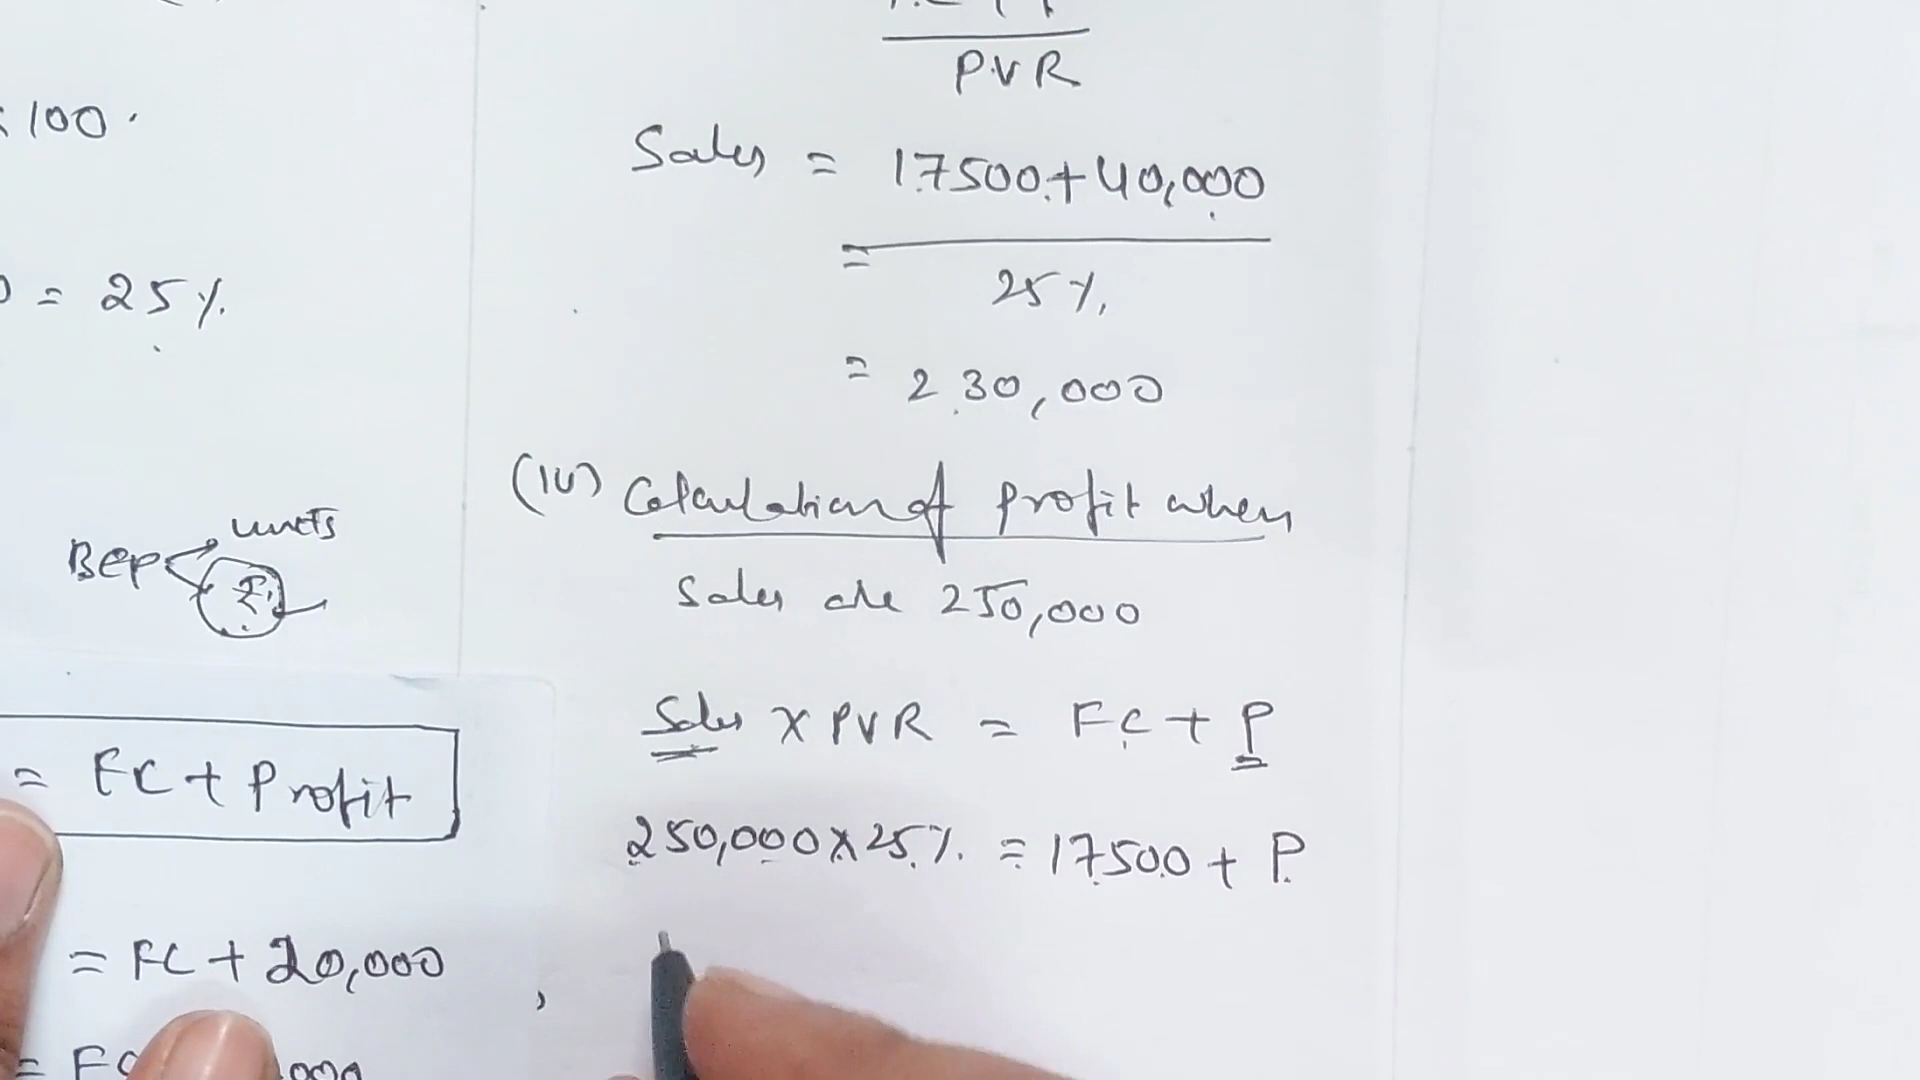 × 100.
= 25%
BEP units
₹
= FC + Profit
= FC + 20,000
= FC
PVR
Sales = 17500 + 40,000
=
25%
= 2 30,000
(IV) Calculation of profit when
Sales are 250,000
Sales × PVR = FC + P
250,000 × 25% = 17500 + P